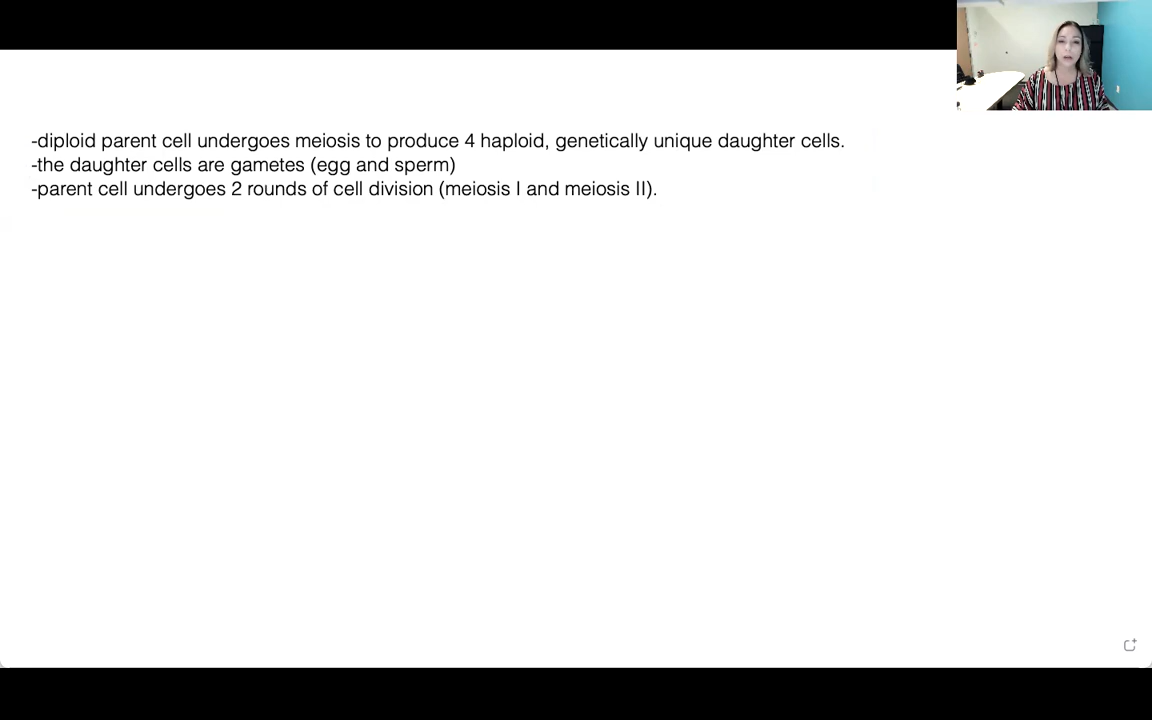 -diploid parent cell undergoes meiosis to produce 4 haploid, genetically unique daughter cells.
-the daughter cells are gametes (egg and sperm)
-parent cell undergoes 2 rounds of cell division (meiosis I and meiosis II).